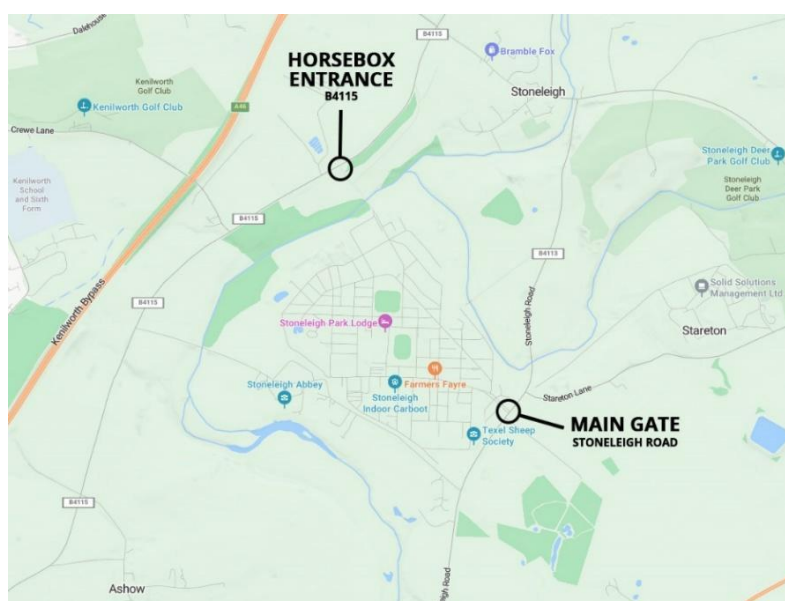 Dalehouse
HORSEBOX
ENTRANCE
B4115
B4115
Bramble Fox
Stoneleigh
Kenilworth
Golf Club
Kenilworth Golf Club
A46
Crewe Lane
Stoneleigh Deer
Park Golf Club
Kenilworth
School
and Sixth
Form
Stoneleigh
Deer Park
Golf Club
B4115
B4115
Kenilworth Bypass
B4115
Solid Solutions
Management Ltd
Stoneleigh Road
Stareton
Stoneleigh Park Lodge
Stoneleigh Abbey
Farmers Fayre
Stoneleigh
Indoor Carboot
Stareton Lane
MAIN GATE
STONELEIGH ROAD
Texel Sheep
Society
B4115
Ashow
Road